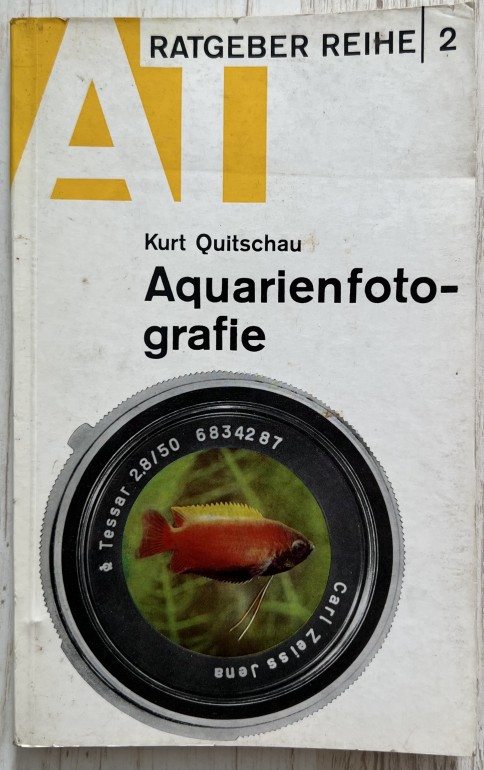 AT
RATGEBER REIHE | 2
Kurt Quitschau
Aquarienfoto-
grafie
Tessar 2,8/50 6834287
Carl Zeiss Jena